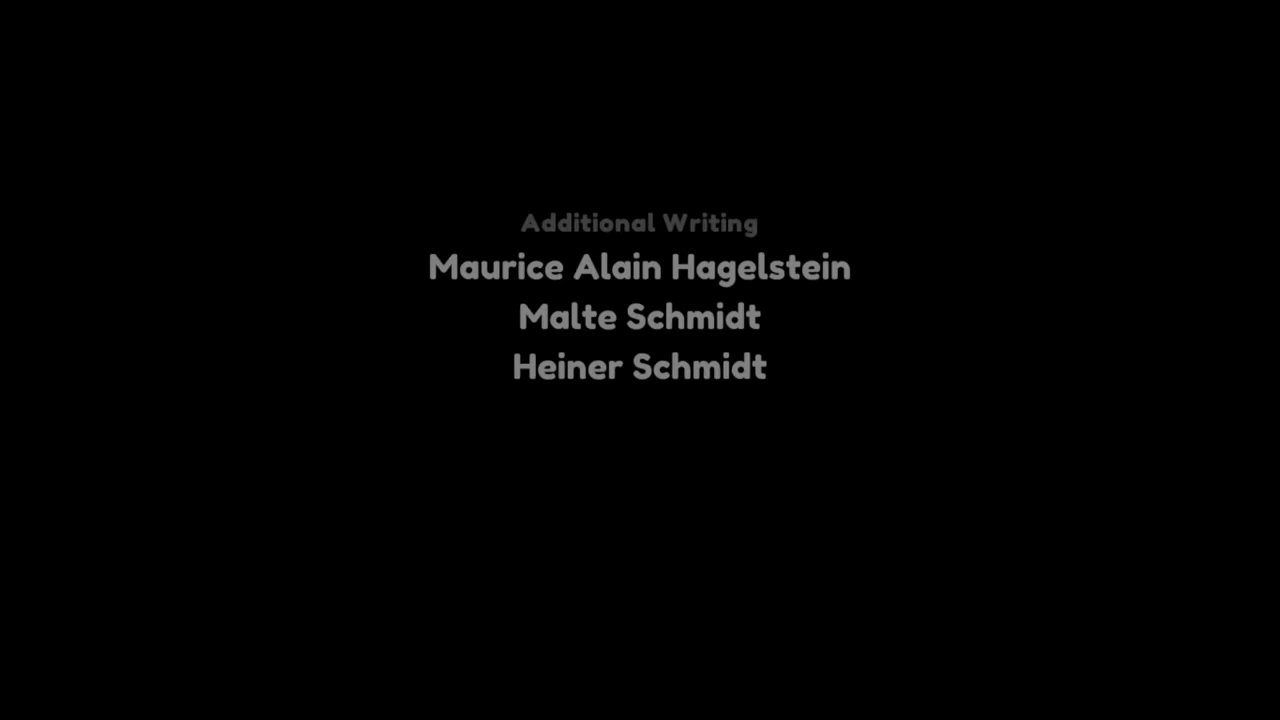 Additional Writing
Maurice Alain Hagelstein
Malte Schmidt
Heiner Schmidt